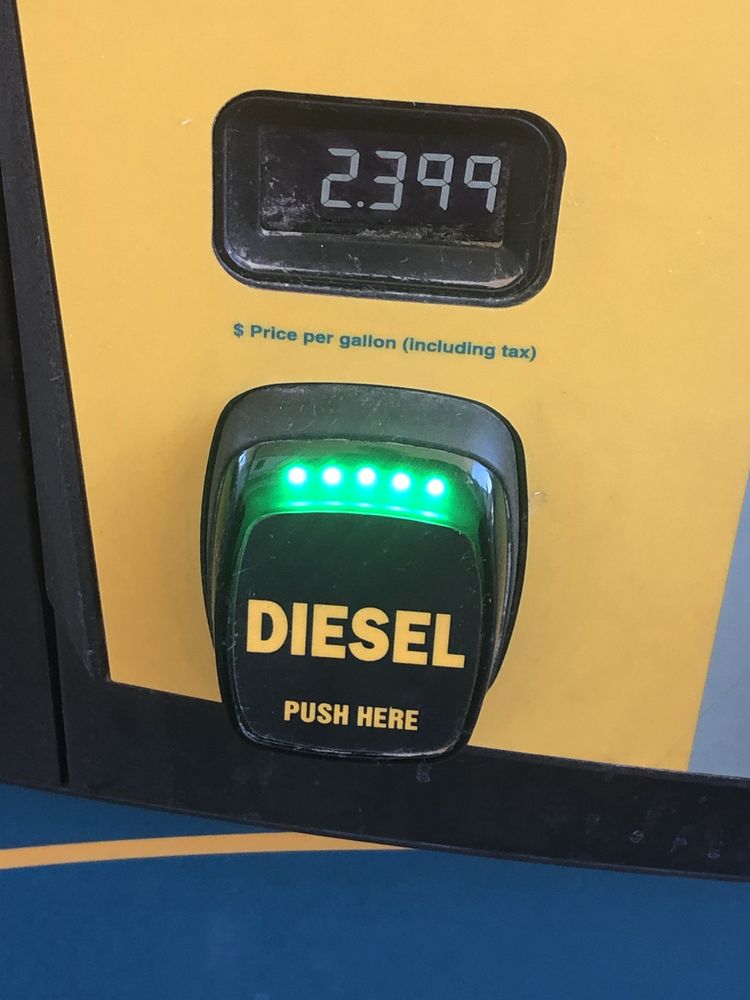 2.399
$ Price per gallon (including tax)
DIESEL
PUSH HERE